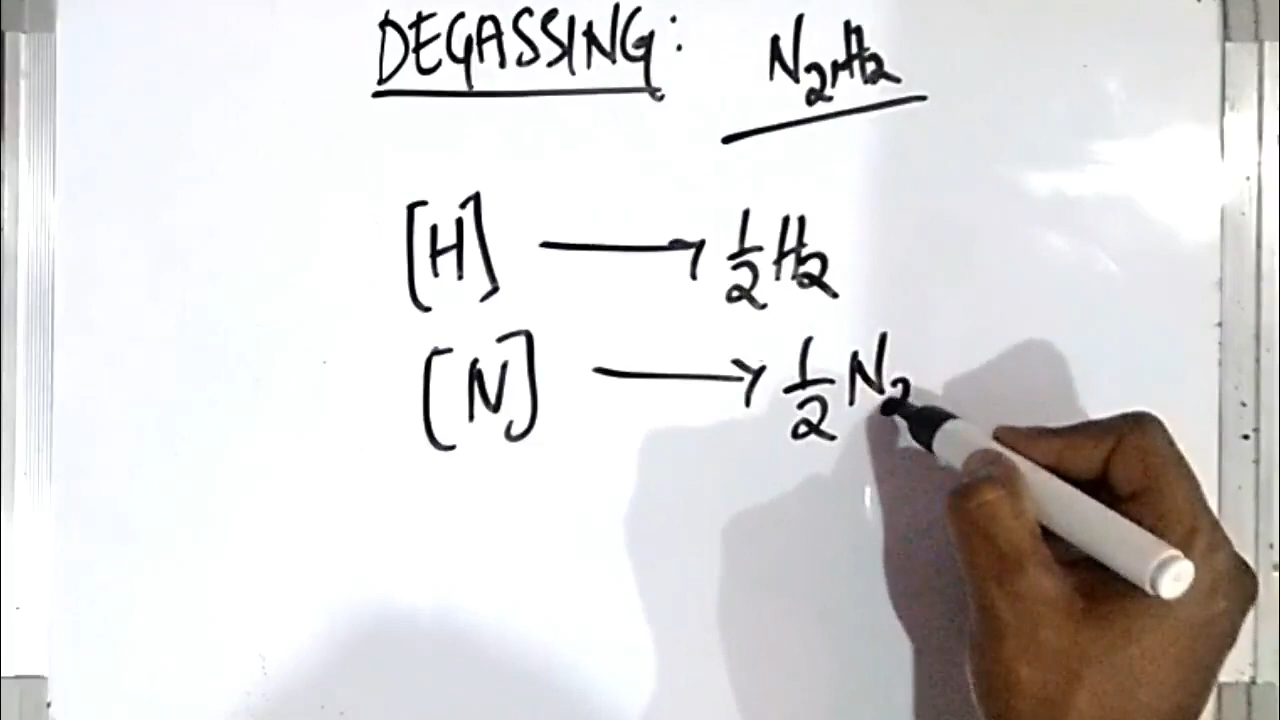 DEGASSING: N₂, H₂
[H] → ½ H₂
[N] → ½ N₂